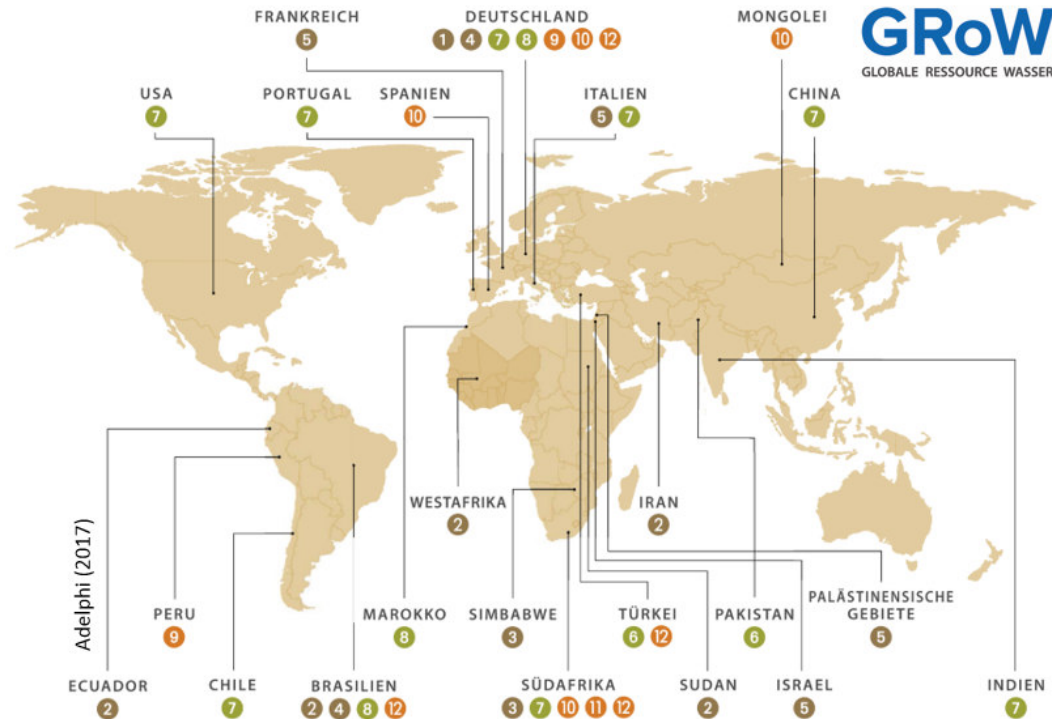 FRANKREICH
5
DEUTSCHLAND
1 4 7 8 9 10 12
MONGOLEI
10
GRoW
GLOBALE RESSOURCE WASSER
USA
7
PORTUGAL
7
SPANIEN
10
ITALIEN
5 7
CHINA
7
WESTAFRIKA
2
IRAN
2
Adelphi (2017)
PERU
9
MAROKKO
8
SIMBABWE
3
TÜRKEI
6 12
PAKISTAN
6
PALÄSTINENSISCHE
GEBIETE
5
ECUADOR
2
CHILE
7
BRASILIEN
2 4 8 12
SÜDAFRIKA
3 7 10 11 12
SUDAN
2
ISRAEL
5
INDIEN
7